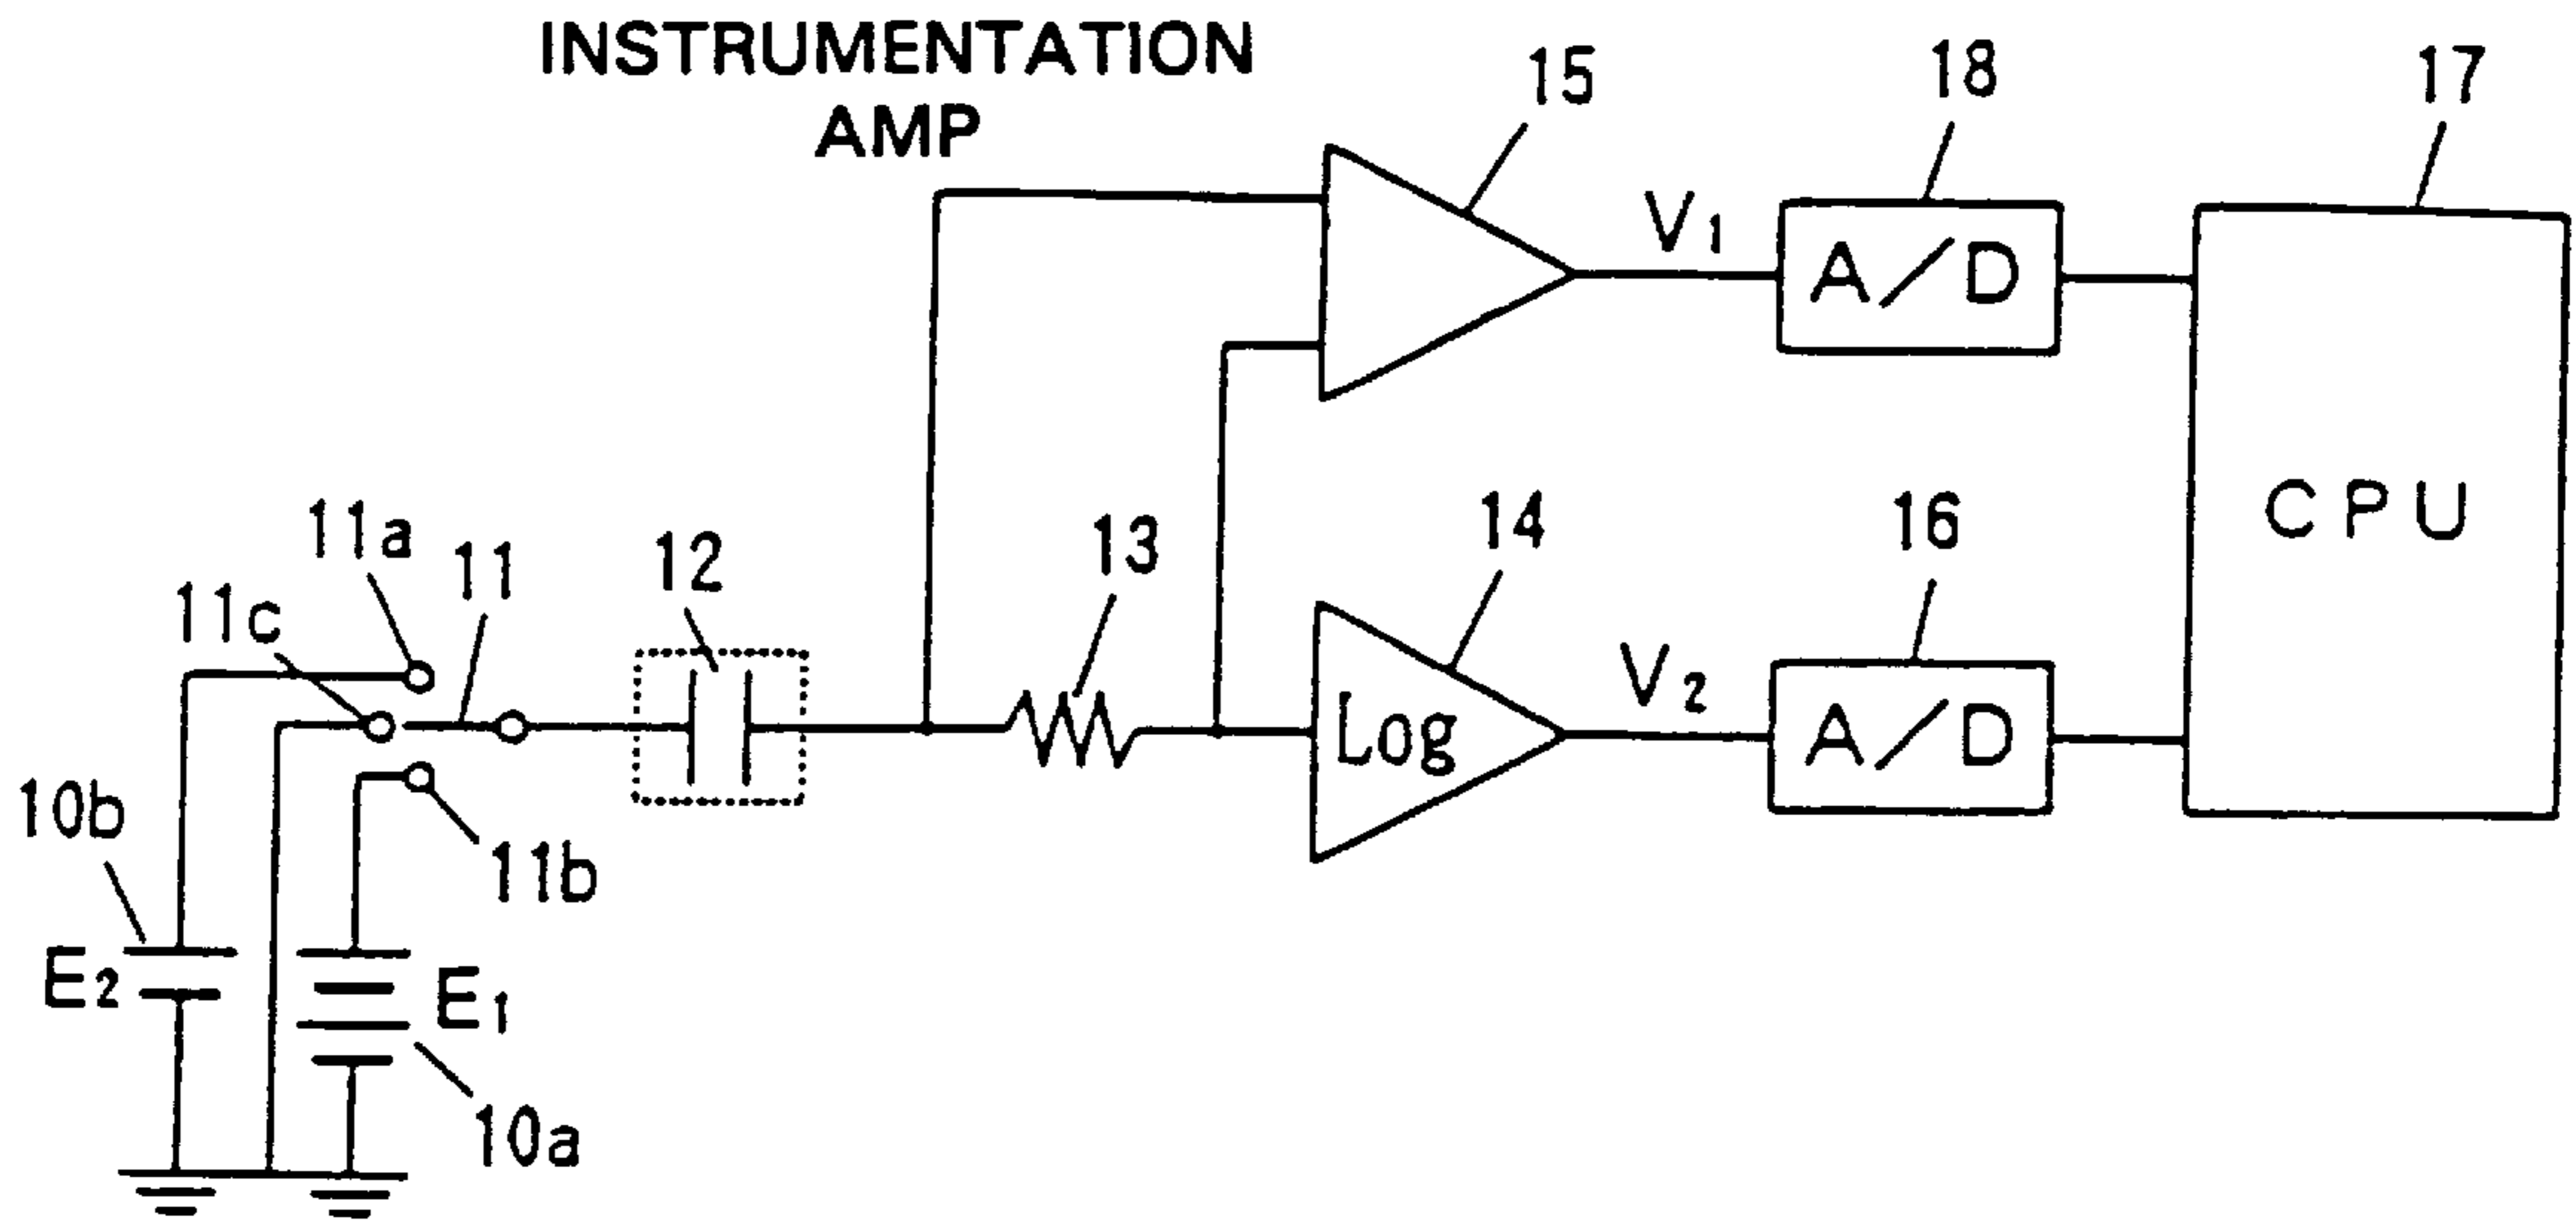 INSTRUMENTATION
AMP
15
18
17
V1
A/D
11a
11
11c
12
13
14
16
CPU
Log
V2
A/D
10b
11b
E2
E1
10a